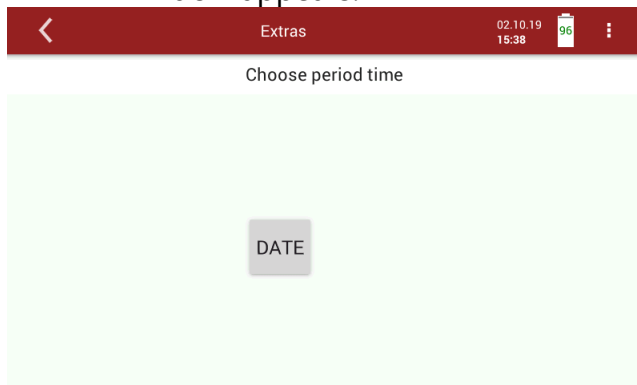 Extras
02.10.19
15:38
96
Choose period time
DATE